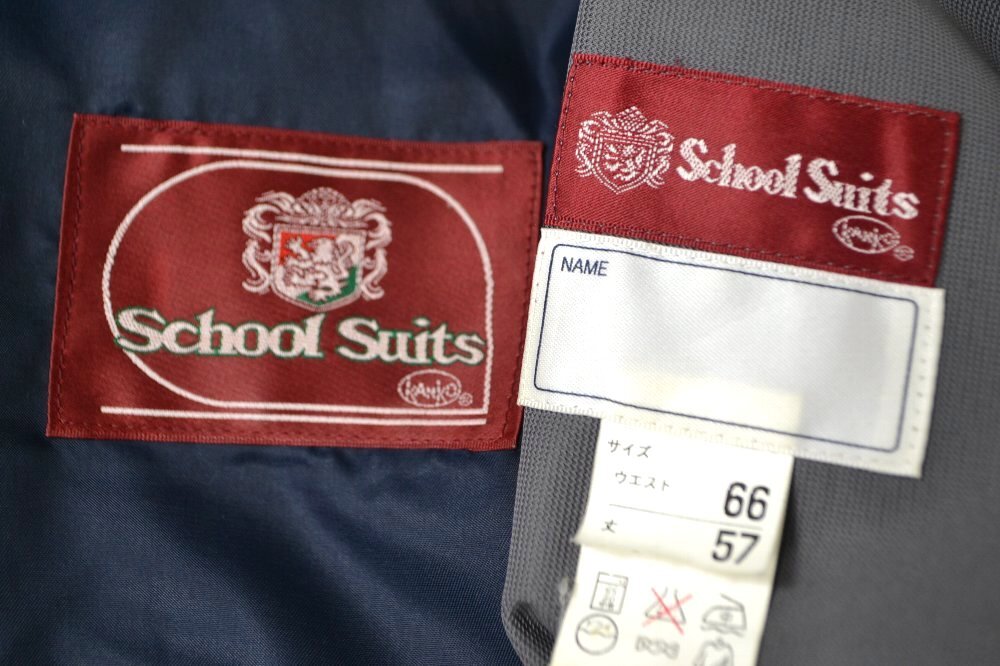 School Suits
KANKO®
School Suits
KANKO®
NAME
サイズ
ウエスト 66
丈 57